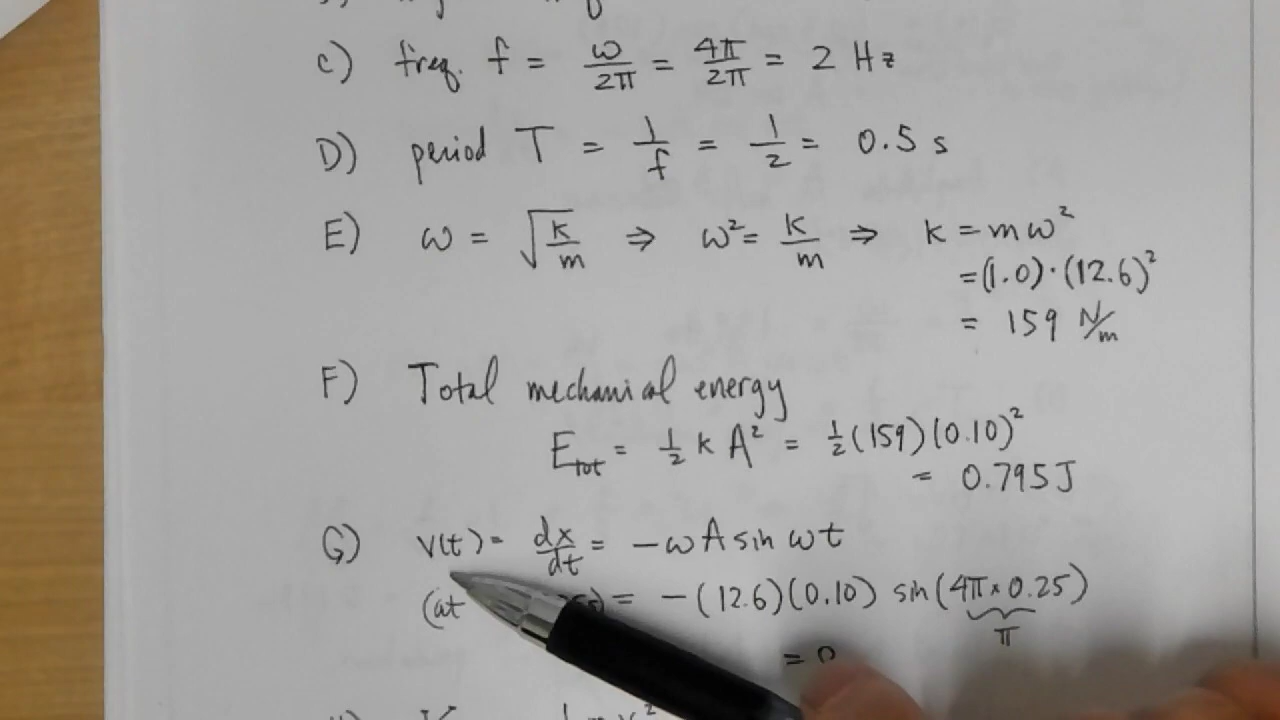 C) freq. f = ω/2π = 4π/2π = 2 Hz
D) period T = 1/f = 1/2 = 0.5 s
E) ω = √(k/m) ⇒ ω² = k/m ⇒ k = mω²
= (1.0)·(12.6)²
= 159 N/m
F) Total mechanical energy
E_tot = ½ k A² = ½ (159) (0.10)²
= 0.795 J
G) v(t) = dx/dt = -ωA sin ωt
(at ) = -(12.6)(0.10) sin(4π × 0.25)
π
= 0